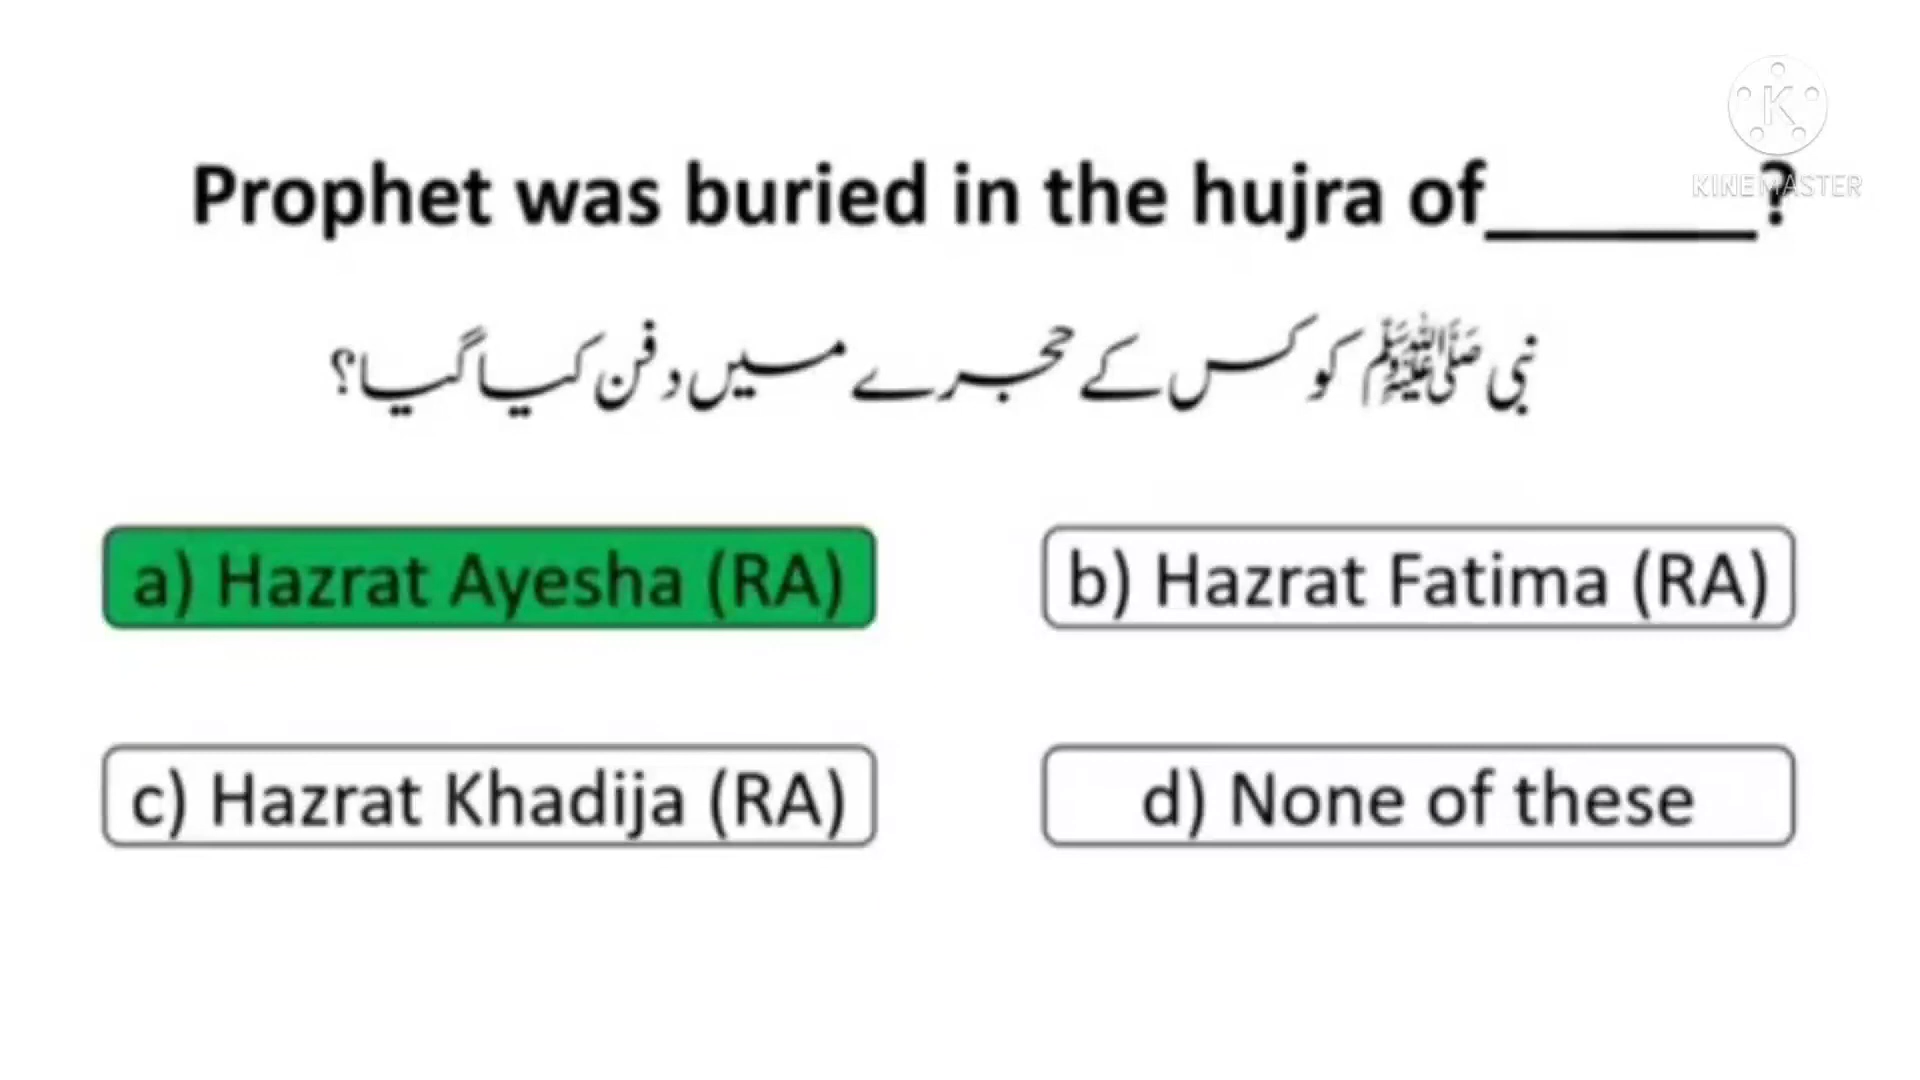 K
KINEMASTER
Prophet was buried in the hujra of______?
نبی ﷺ کو کس کے حجرے میں دفن کیا گیا؟
a) Hazrat Ayesha (RA)
b) Hazrat Fatima (RA)
c) Hazrat Khadija (RA)
d) None of these